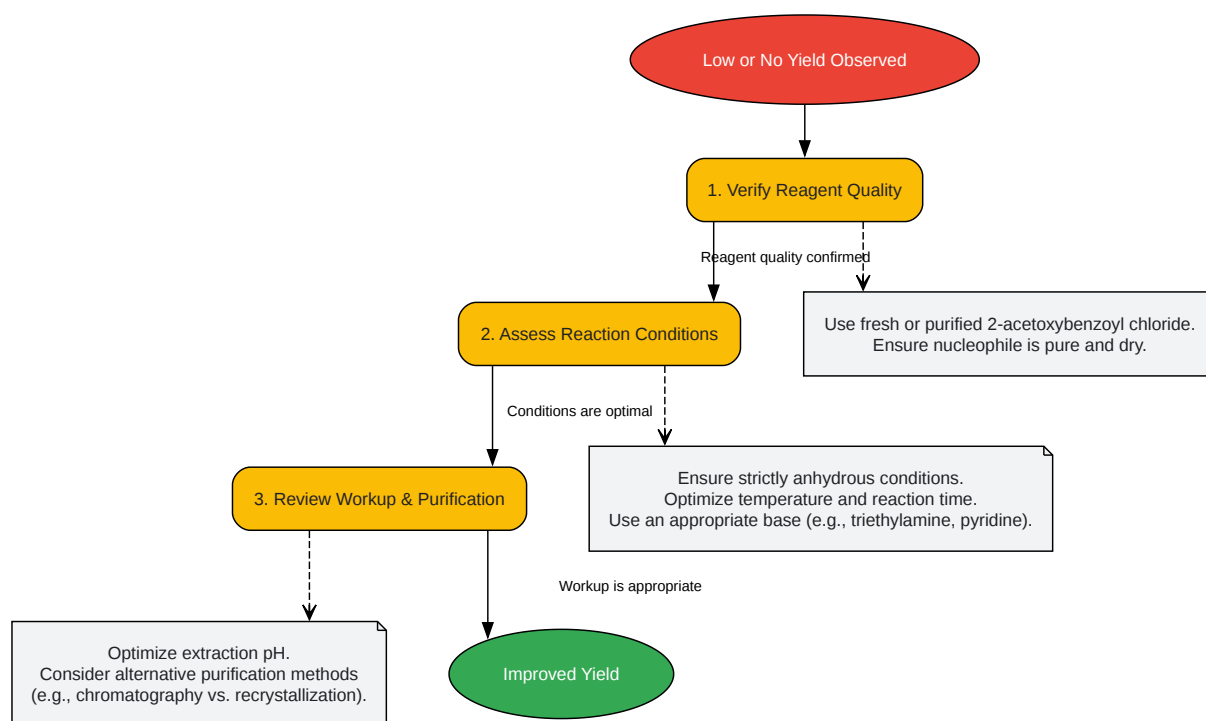 Low or No Yield Observed
1. Verify Reagent Quality
Reagent quality confirmed
Use fresh or purified 2-acetoxybenzoyl chloride.
Ensure nucleophile is pure and dry.
2. Assess Reaction Conditions
Conditions are optimal
Ensure strictly anhydrous conditions.
Optimize temperature and reaction time.
Use an appropriate base (e.g., triethylamine, pyridine).
3. Review Workup & Purification
Workup is appropriate
Optimize extraction pH.
Consider alternative purification methods
(e.g., chromatography vs. recrystallization).
Improved Yield